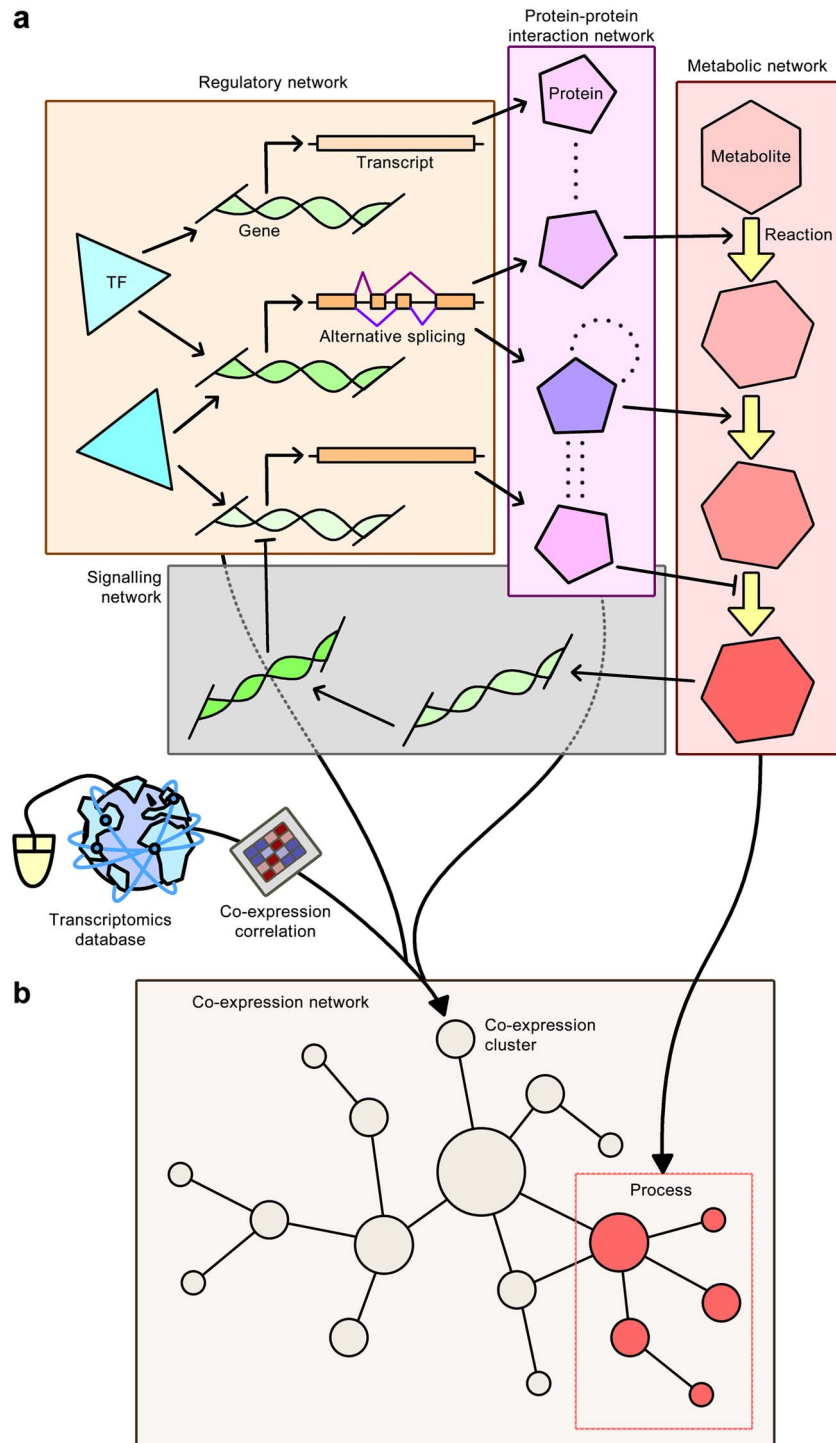 a
Protein-protein
interaction network
Regulatory network
Metabolic network
Protein
Transcript
Metabolite
Gene
Reaction
TF
Alternative splicing
Signalling
network
Transcriptomics
database
Co-expression
correlation
b
Co-expression network
Co-expression
cluster
Process